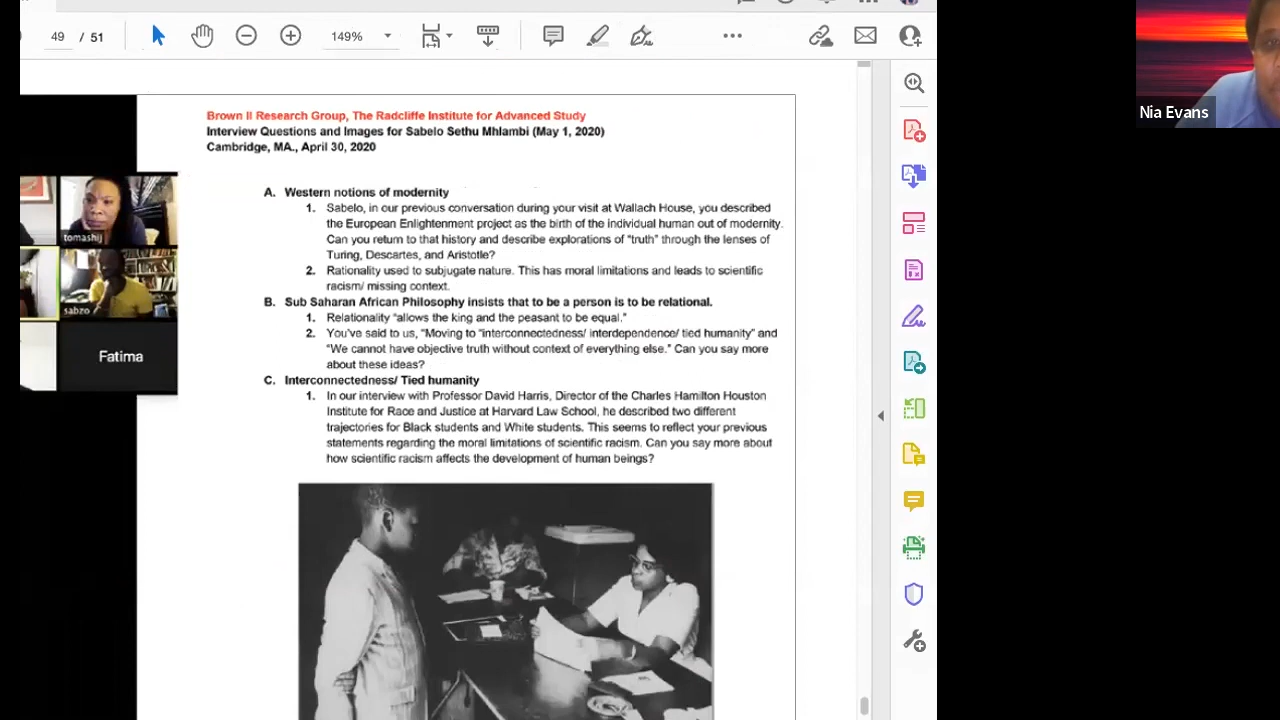 49 / 51
149%
Nia Evans
Brown II Research Group, The Radcliffe Institute for Advanced Study
Interview Questions and Images for Sabelo Sethu Mhlambi (May 1, 2020)
Cambridge, MA., April 30, 2020
A. Western notions of modernity
1. Sabelo, in our previous conversation during your visit at Wallach House, you described
the European Enlightenment project as the birth of the individual human out of modernity.
Can you return to that history and describe explorations of "truth" through the lenses of
Turing, Descartes, and Aristotle?
2. Rationality used to subjugate nature. This has moral limitations and leads to scientific
racism/ missing context.
B. Sub Saharan African Philosophy insists that to be a person is to be relational.
1. Relationality "allows the king and the peasant to be equal."
2. You've said to us, "Moving to "interconnectedness/ interdependence/ tied humanity" and
"We cannot have objective truth without context of everything else." Can you say more
about these ideas?
C. Interconnectedness/ Tied humanity
1. In our interview with Professor David Harris, Director of the Charles Hamilton Houston
Institute for Race and Justice at Harvard Law School, he described two different
trajectories for Black students and White students. This seems to reflect your previous
statements regarding the moral limitations of scientific racism. Can you say more about
how scientific racism affects the development of human beings?
tomashij
sabzo
Fatima